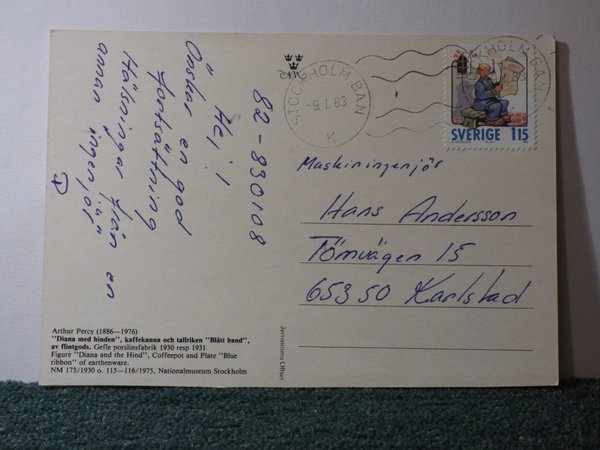 82-830108
Hej!
Önskar en god
fortsättning
Hälsningar från en
annan "ingenjör"
STOCKHOLM BAN
-9.1.83
K
SVERIGE 115
Maskiningenjör
Hans Andersson
Tömvägen 15
653 50 Karlstad
Arthur Percy (1886—1976)
"Diana med hinden", kaffekanna och tallriken "Blått band",
av flintgods. Gefle porslinsfabrik 1930 resp 1931
Figure "Diana and the Hind", Coffeepot and Plate "Blue
ribbon" of earthenware.
NM 173/1930 o. 115—116/1975, Nationalmuseum Stockholm
Jernströms Offset